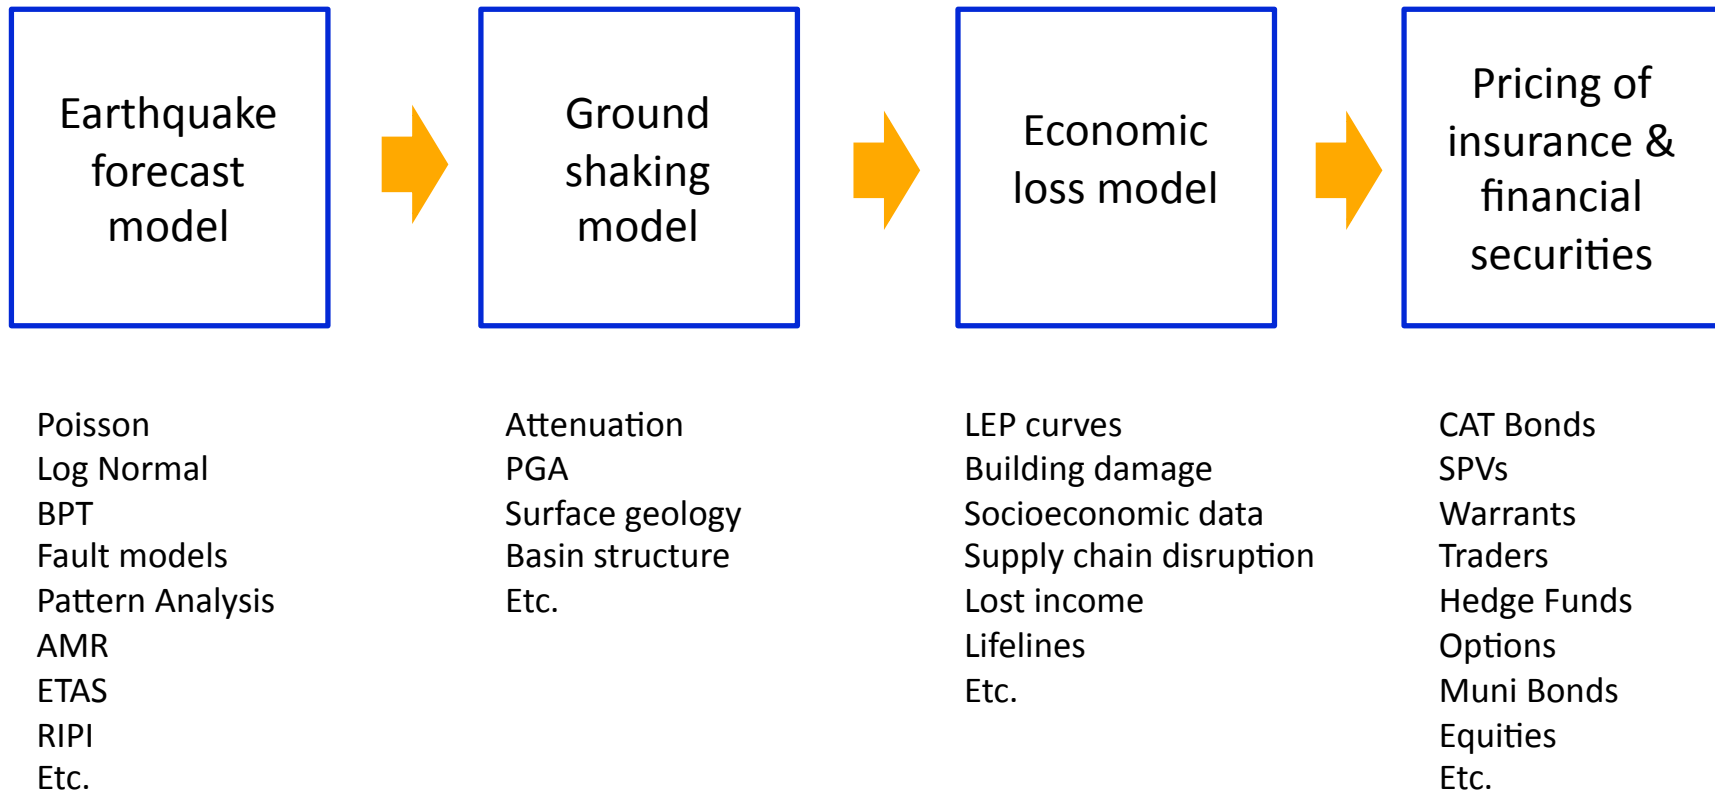 Earthquake
forecast
model
Ground
shaking
model
Economic
loss model
Pricing of
insurance &
financial
securities
Poisson
Log Normal
BPT
Fault models
Pattern Analysis
AMR
ETAS
RIPI
Etc.
Attenuation
PGA
Surface geology
Basin structure
Etc.
LEP curves
Building damage
Socioeconomic data
Supply chain disruption
Lost income
Lifelines
Etc.
CAT Bonds
SPVs
Warrants
Traders
Hedge Funds
Options
Muni Bonds
Equities
Etc.